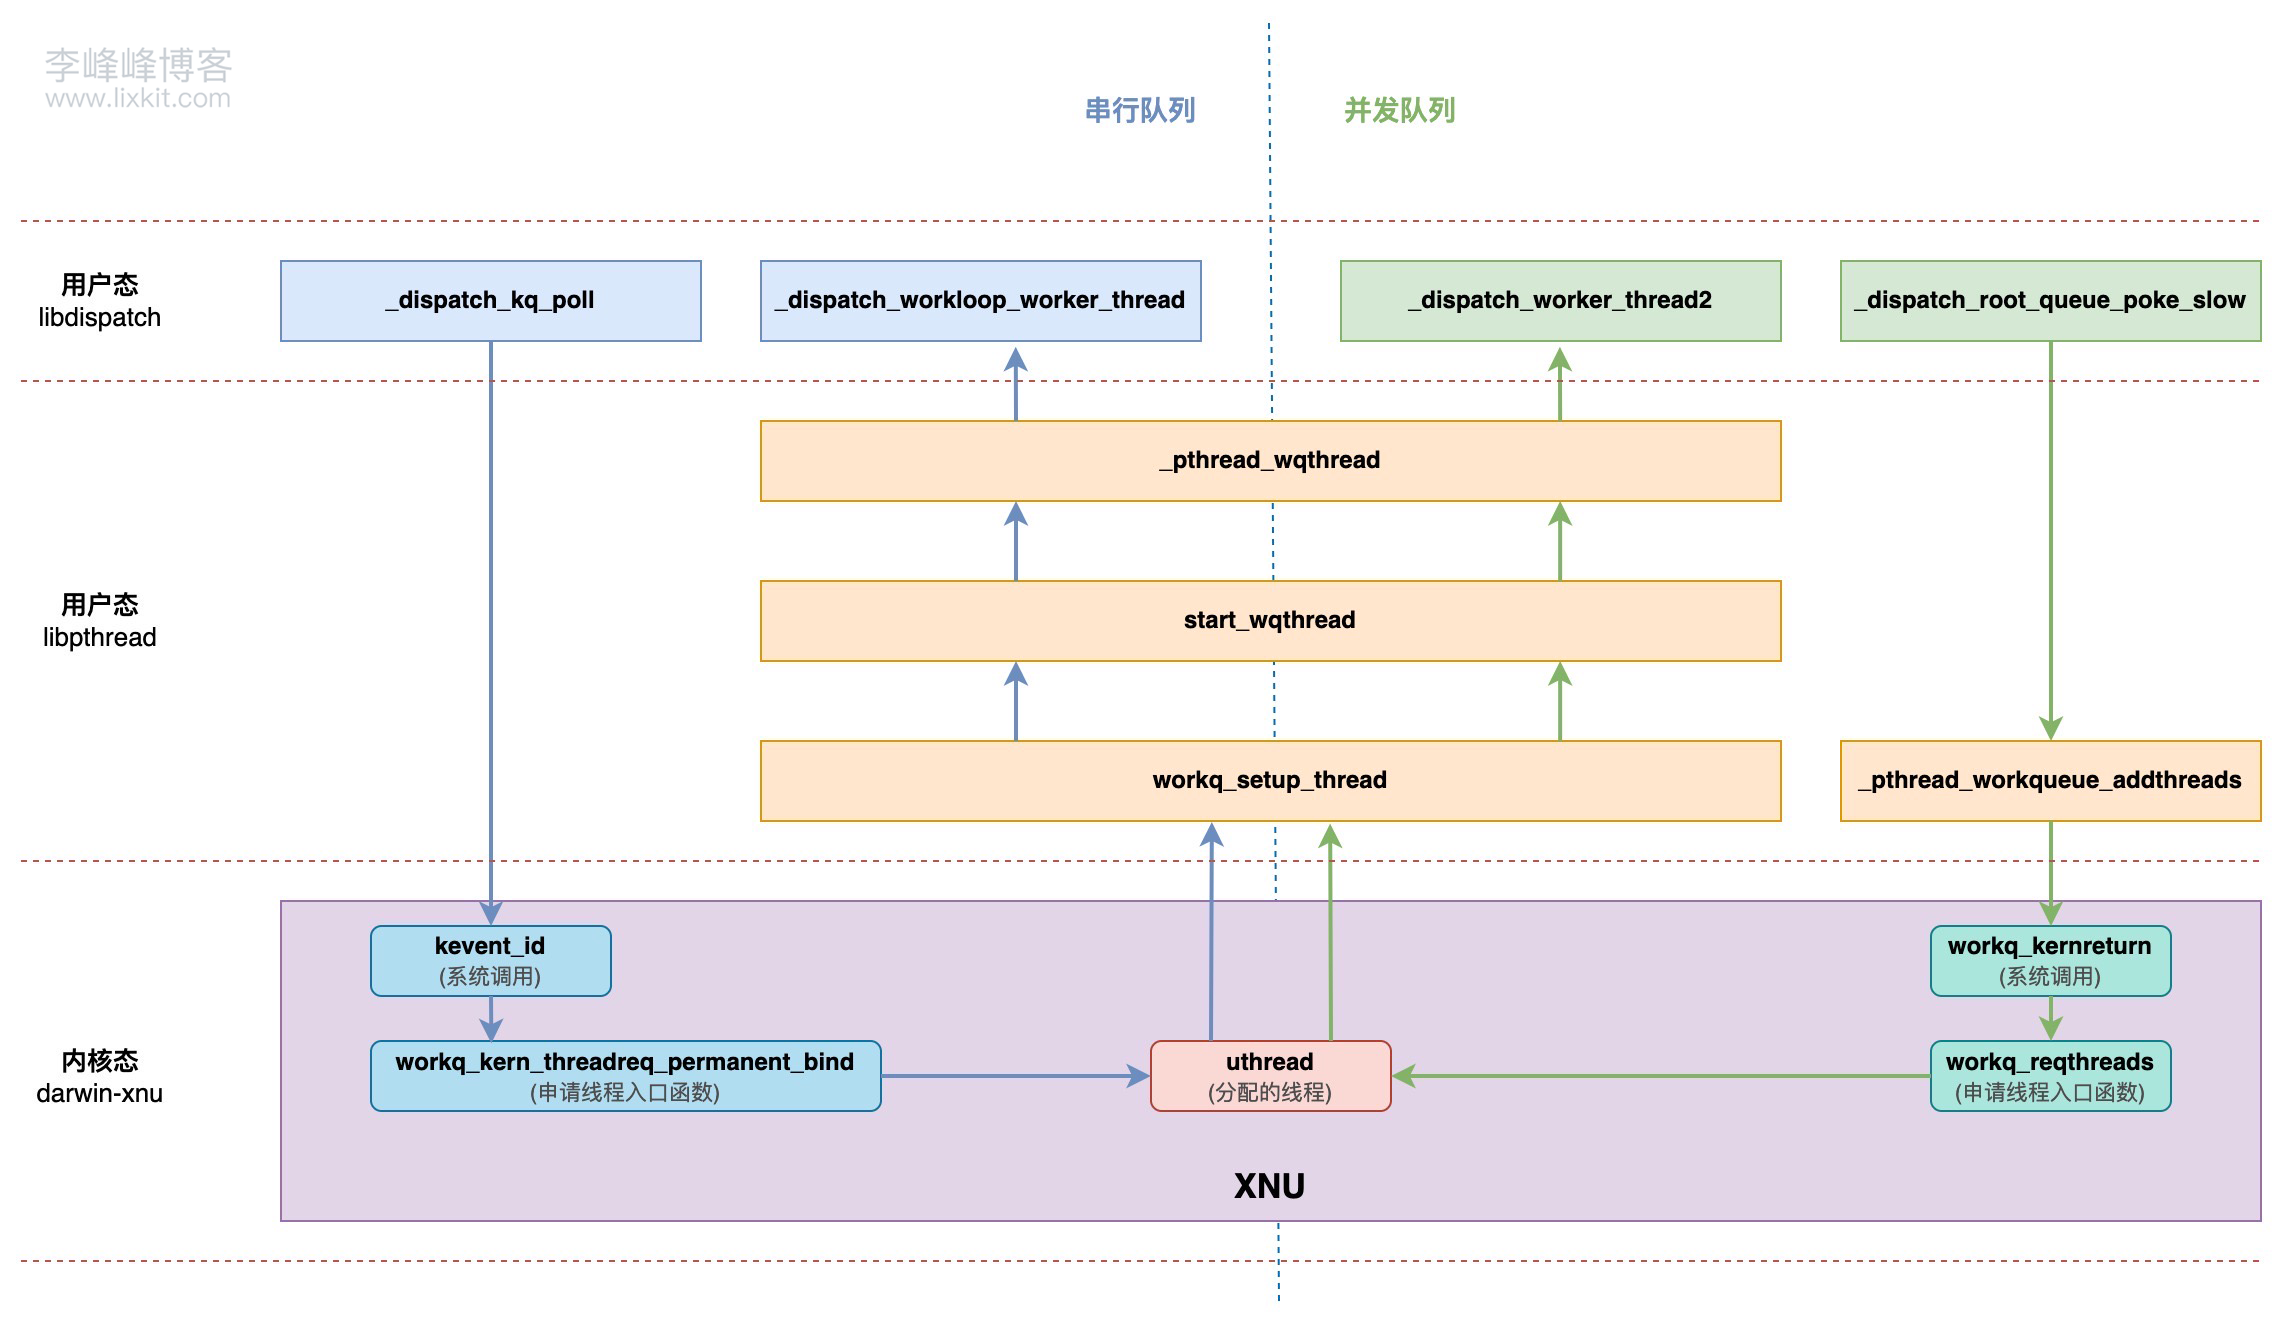 李峰峰博客
www.lixkit.com
串行队列
并发队列
用户态
libdispatch
_dispatch_kq_poll
_dispatch_workloop_worker_thread
_dispatch_worker_thread2
_dispatch_root_queue_poke_slow
_pthread_wqthread
用户态
libpthread
start_wqthread
workq_setup_thread
_pthread_workqueue_addthreads
kevent_id
(系统调用)
workq_kernreturn
(系统调用)
内核态
darwin-xnu
workq_kern_threadreq_permanent_bind
(申请线程入口函数)
uthread
(分配的线程)
workq_reqthreads
(申请线程入口函数)
XNU